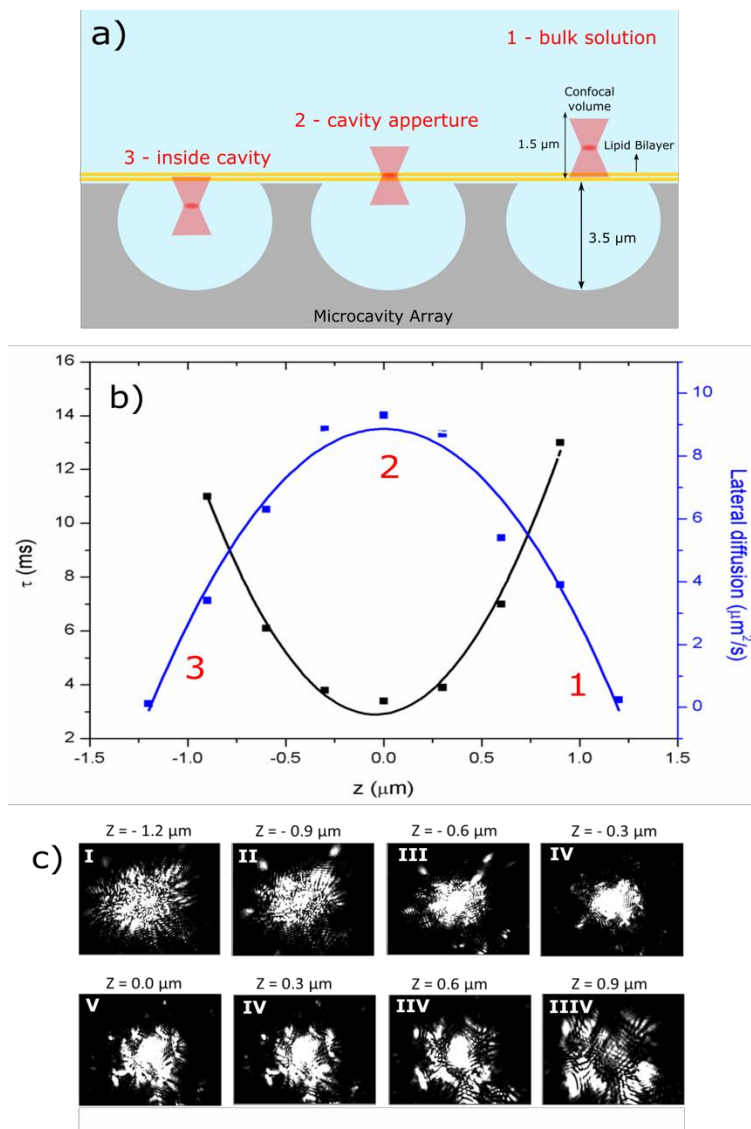 a)
1 - bulk solution
2 - cavity apperture
3 - inside cavity
Confocal
volume
1.5 μm
Lipid Bilayer
3.5 μm
Microcavity Array
b)
16
14
12
10
8
6
4
2
τ (ms)
10
8
6
4
2
0
Lateral diffusion (μm²/s)
2
3
1
-1.5
-1.0
-0.5
0.0
0.5
1.0
1.5
z (μm)
c)
Z = - 1.2 μm
Z = - 0.9 μm
Z = - 0.6 μm
Z = - 0.3 μm
I
II
III
IV
Z = 0.0 μm
Z = 0.3 μm
Z = 0.6 μm
Z = 0.9 μm
V
IV
IIV
IIIV